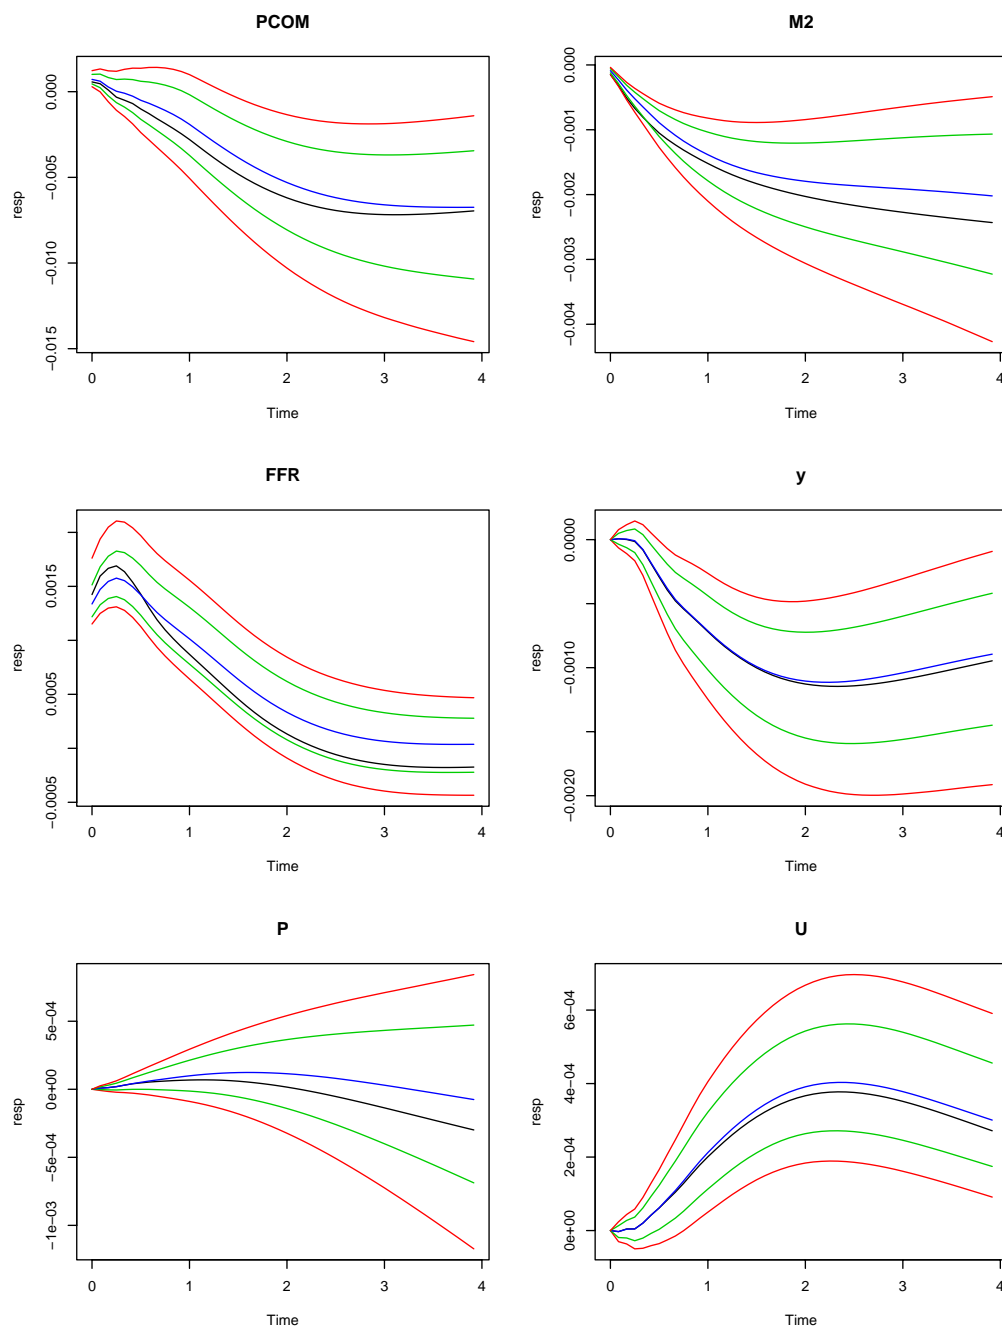 PCOM
resp
0.000
−0.005
−0.010
−0.015
0 1 2 3 4
Time
M2
resp
0.000
−0.001
−0.002
−0.003
−0.004
0 1 2 3 4
Time
FFR
resp
0.0015
0.0005
−0.0005
0 1 2 3 4
Time
y
resp
0.0000
−0.0010
−0.0020
0 1 2 3 4
Time
P
resp
5e−04
0e+00
−5e−04
−1e−03
0 1 2 3 4
Time
U
resp
6e−04
4e−04
2e−04
0e+00
0 1 2 3 4
Time